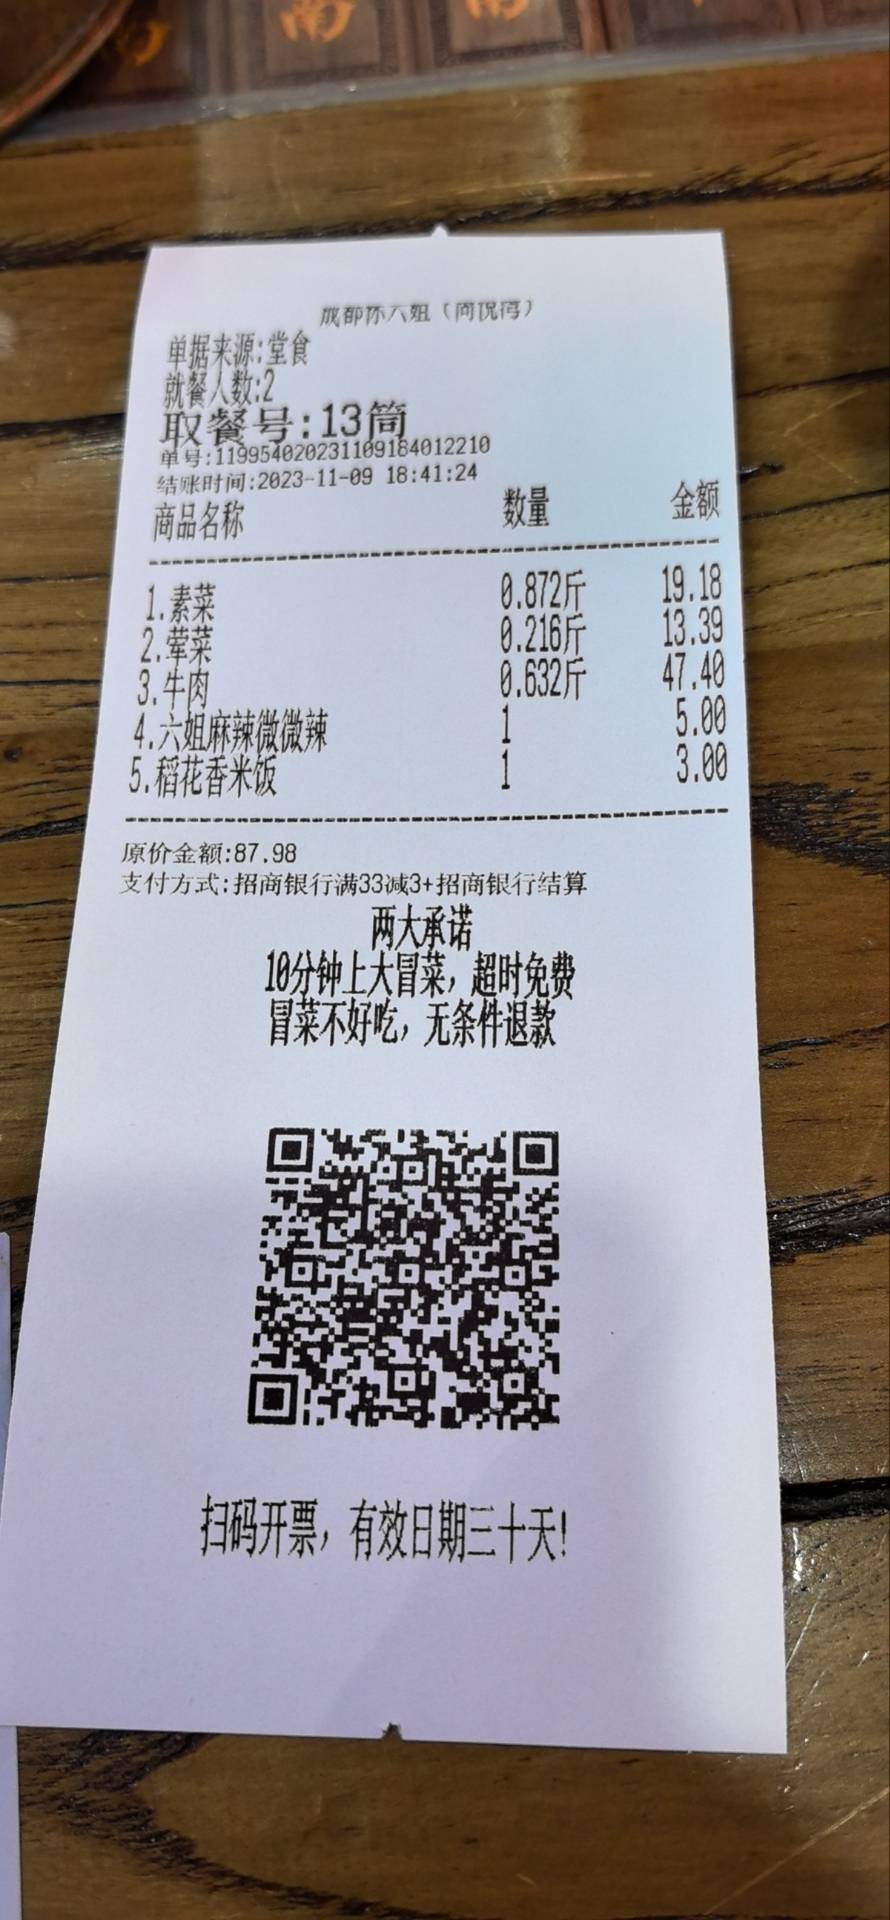 南
成都 六姐
单据来源:堂食
就餐人数:2
取餐号:13筒
单号:119954020231109184012210
结账时间:2023-11-09 18:41:24
商品名称 数量 金额
1.素菜 0.872斤 19.18
2.荤菜 0.216斤 13.39
3.牛肉 0.632斤 47.40
4.六姐麻辣微微辣 1 5.00
5.稻花香米饭 1 3.00
原价金额:87.98
支付方式:招商银行满33减3+招商银行结算
两大承诺
10分钟上大冒菜，超时免费
冒菜不好吃，无条件退款
扫码开票，有效日期三十天!